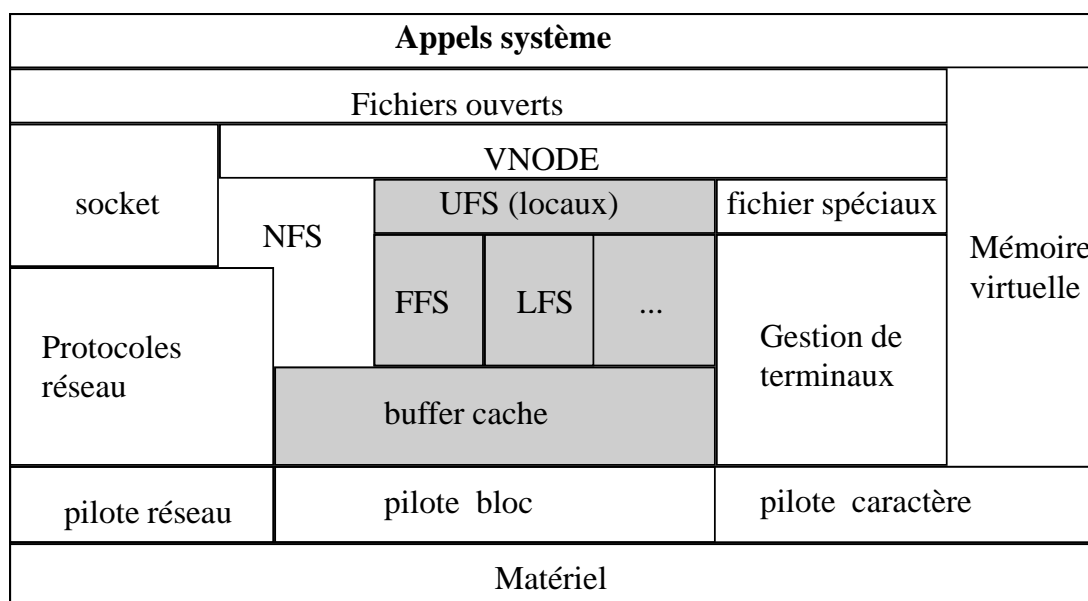 Appels système
Fichiers ouverts
VNODE
socket
NFS
UFS (locaux)
fichier spéciaux
Mémoire
virtuelle
FFS
LFS
...
Protocoles
réseau
Gestion de
terminaux
buffer cache
pilote réseau
pilote bloc
pilote caractère
Matériel